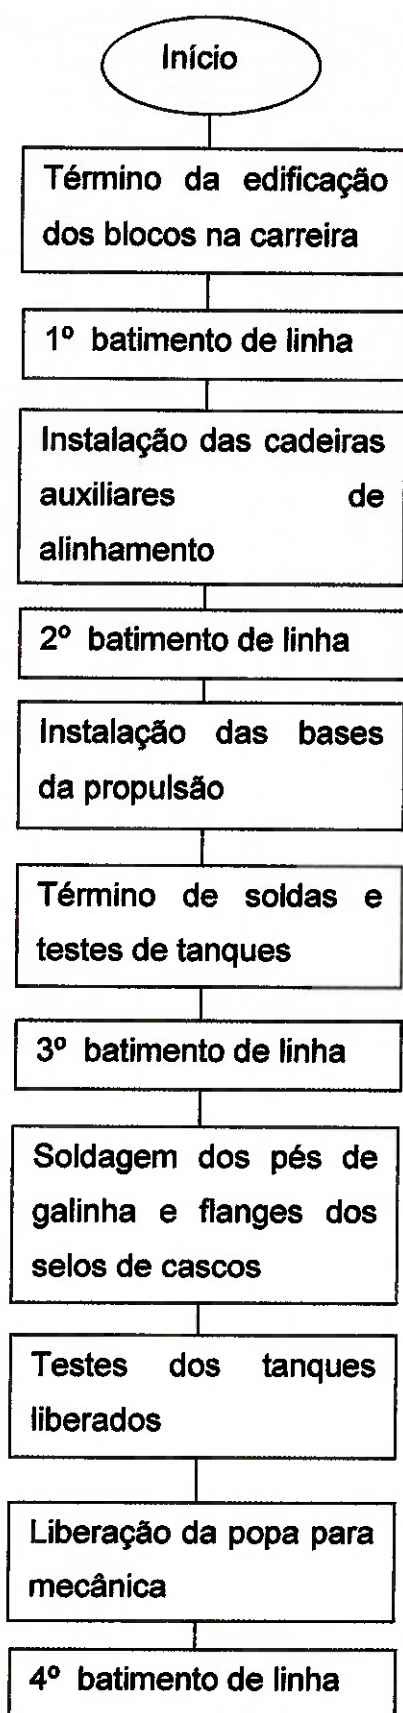 Início
Término da edificação
dos blocos na carreira
1º batimento de linha
Instalação das cadeiras
auxiliares de
alinhamento
2º batimento de linha
Instalação das bases
da propulsão
Término de soldas e
testes de tanques
3º batimento de linha
Soldagem dos pés de
galinha e flanges dos
selos de cascos
Testes dos tanques
liberados
Liberação da popa para
mecânica
4º batimento de linha